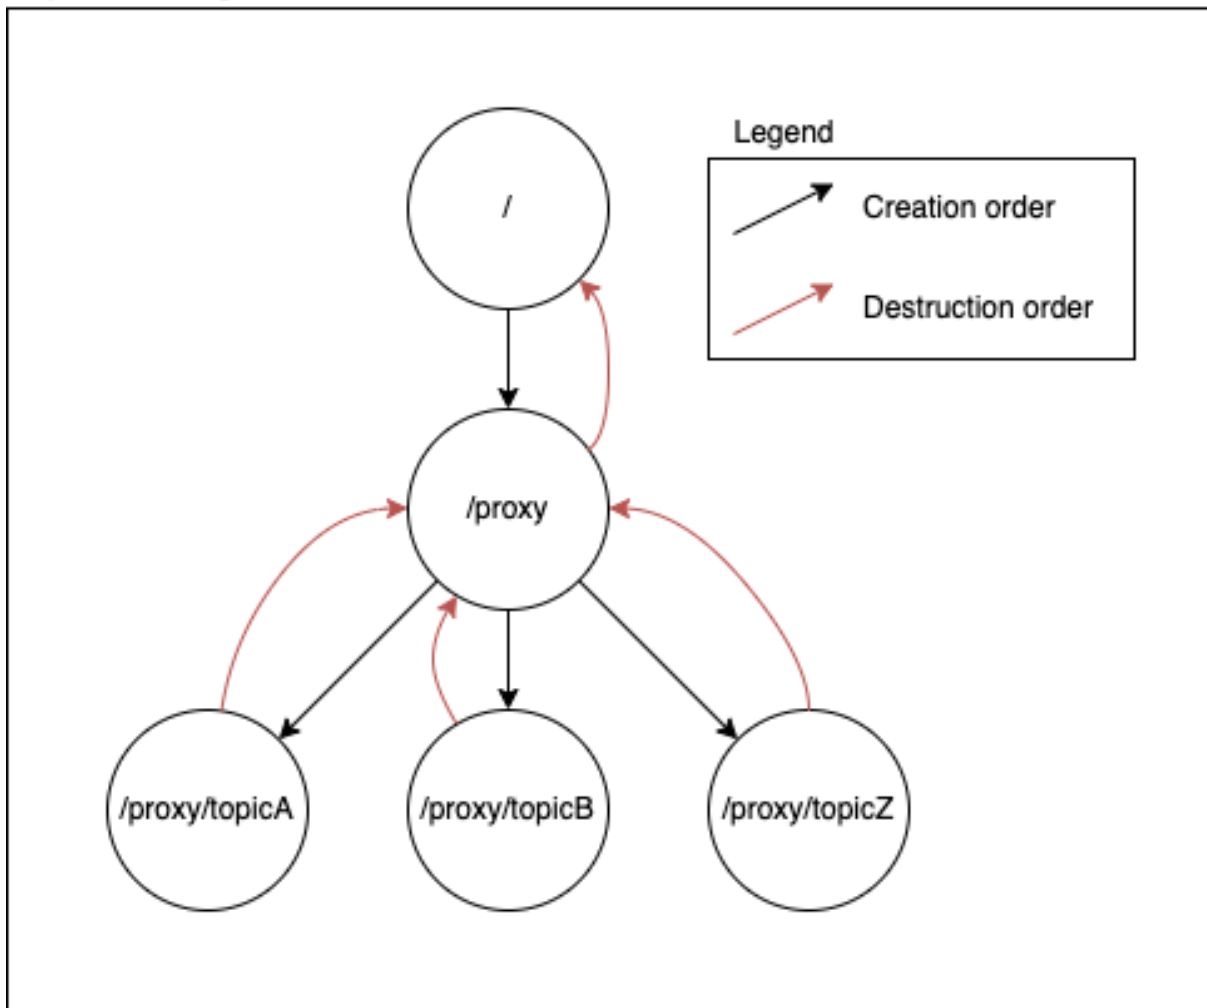 /
Legend
Creation order
Destruction order
/proxy
/proxy/topicA
/proxy/topicB
/proxy/topicZ